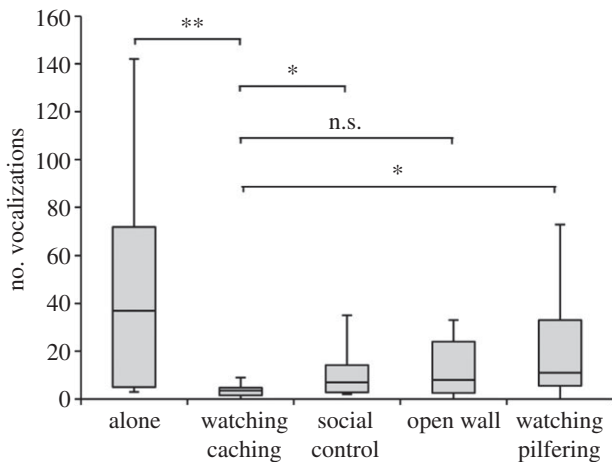 160
140
120
100
80
60
40
20
0
no. vocalizations
**
*
n.s.
*
alone
watching
caching
social
control
open wall
watching
pilfering